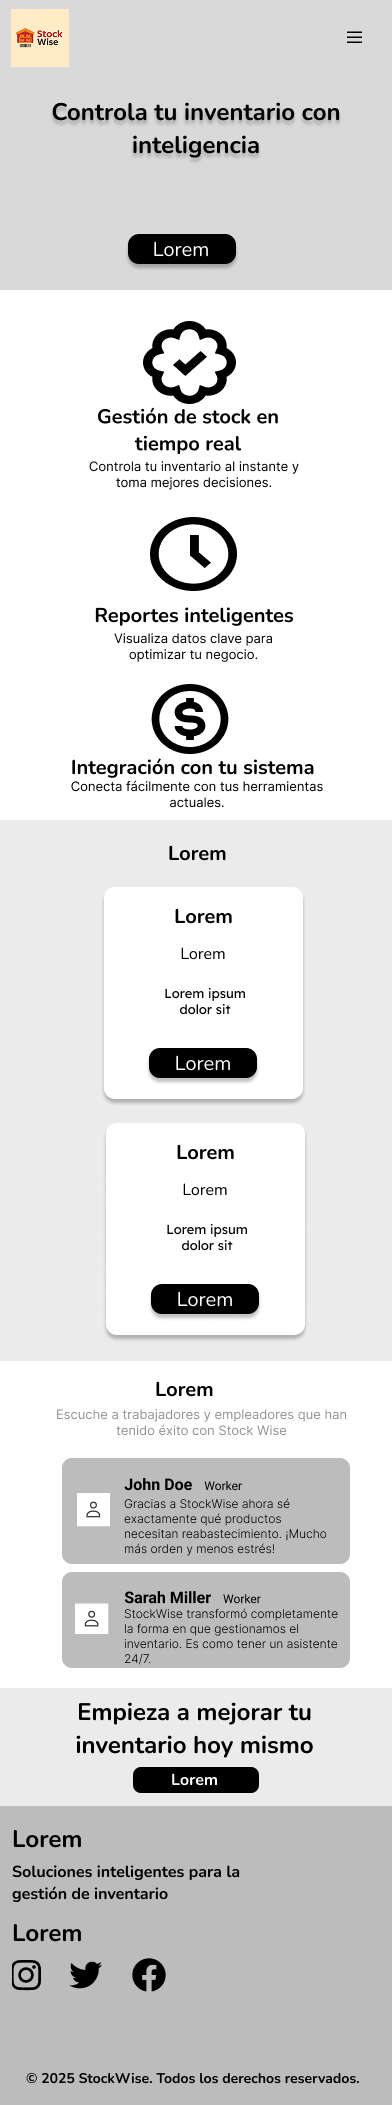 Stock
Wise
Controla tu inventario con
inteligencia
Lorem
Gestión de stock en
tiempo real
Controla tu inventario al instante y
toma mejores decisiones.
Reportes inteligentes
Visualiza datos clave para
optimizar tu negocio.
Integración con tu sistema
Conecta fácilmente con tus herramientas
actuales.
Lorem
Lorem
Lorem
Lorem ipsum
dolor sit
Lorem
Lorem
Lorem
Lorem ipsum
dolor sit
Lorem
Lorem
Escuche a trabajadores y empleadores que han
tenido éxito con Stock Wise
John Doe Worker
Gracias a StockWise ahora sé
exactamente qué productos
necesitan reabastecimiento. ¡Mucho
más orden y menos estrés!
Sarah Miller Worker
StockWise transformó completamente
la forma en que gestionamos el
inventario. Es como tener un asistente
24/7.
Empieza a mejorar tu
inventario hoy mismo
Lorem
Lorem
Soluciones inteligentes para la
gestión de inventario
Lorem
© 2025 StockWise. Todos los derechos reservados.